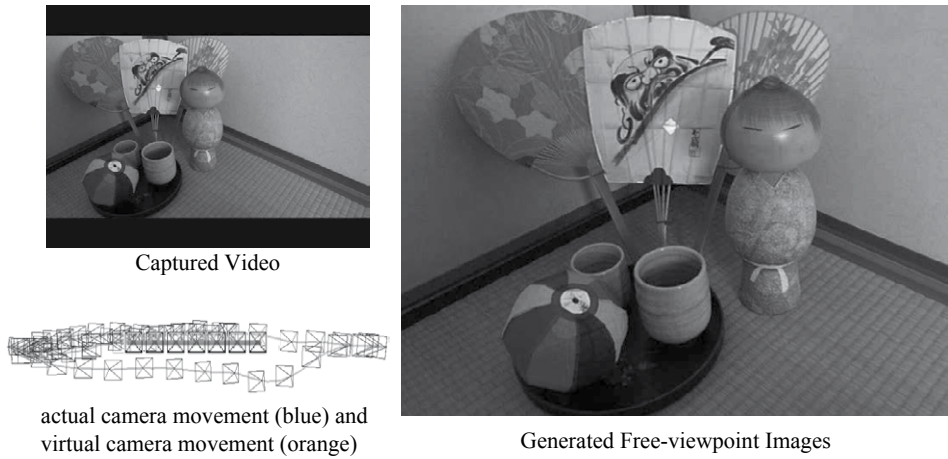 Captured Video
actual camera movement (blue) and
virtual camera movement (orange)
Generated Free-viewpoint Images